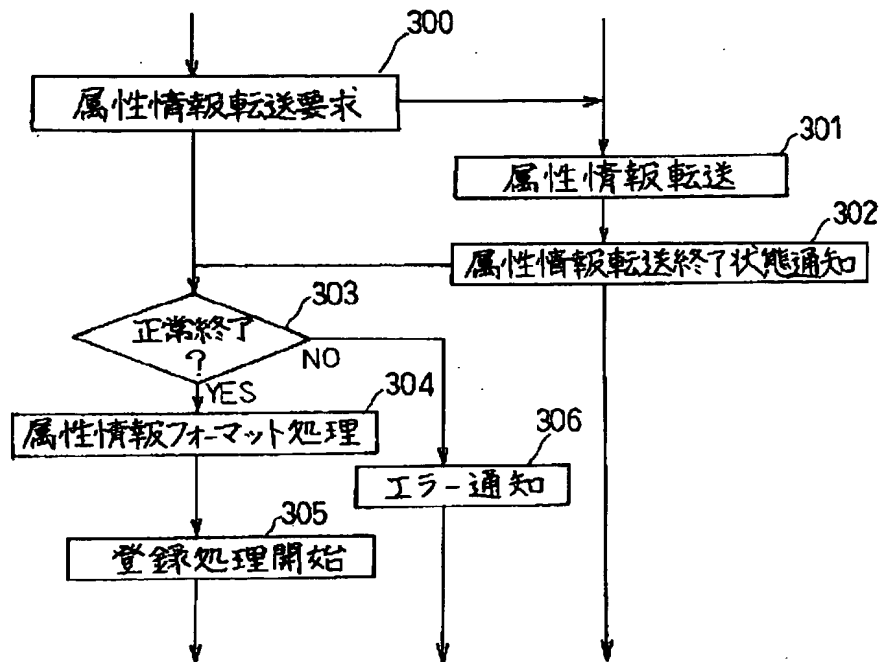 300
属性情報転送要求
301
属性情報転送
302
属性情報転送終了状態通知
303
正常終了
?
NO
YES
304
属性情報フォーマット処理
306
エラー通知
305
登録処理開始